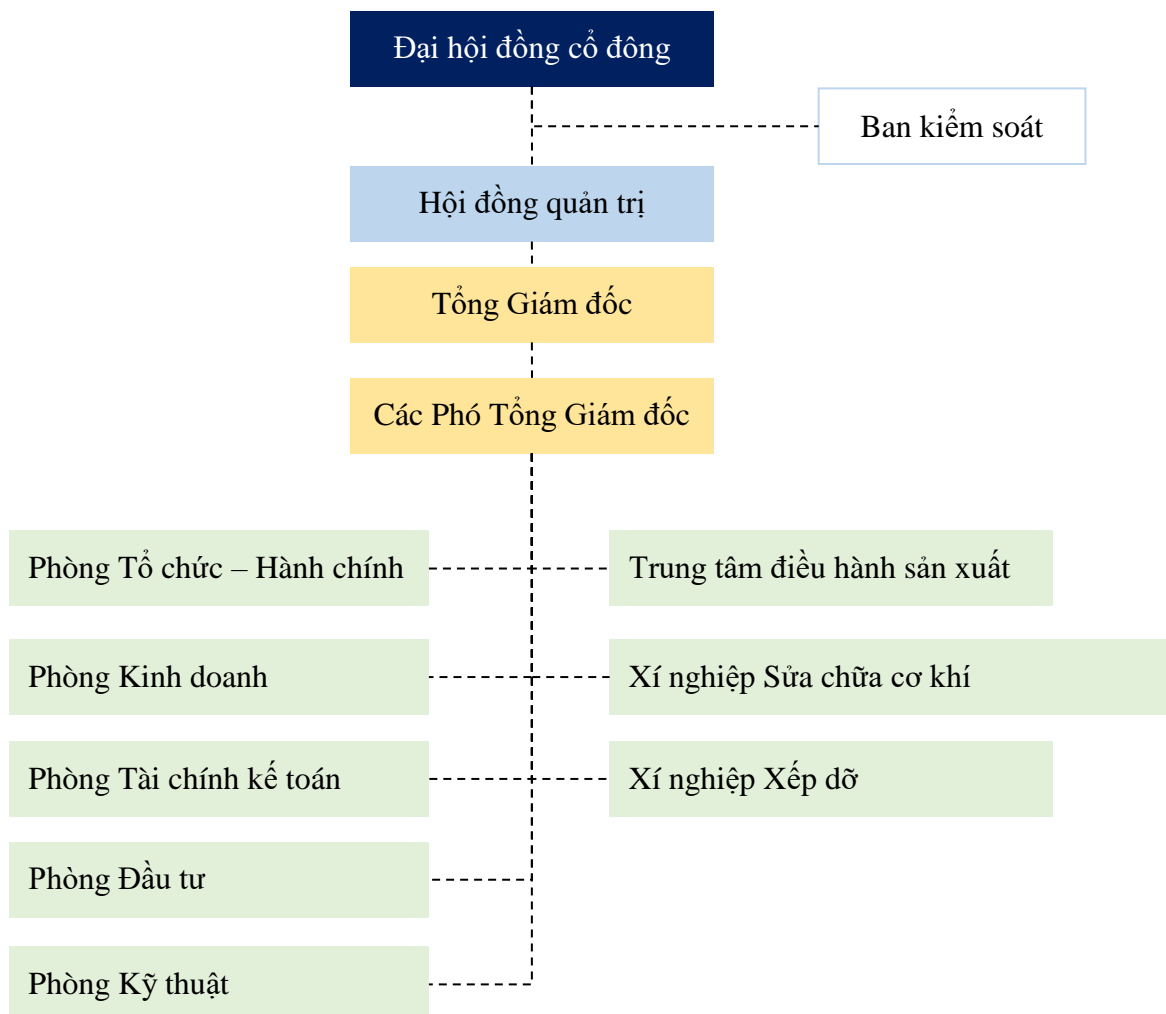 Đại hội đồng cổ đông
Ban kiểm soát
Hội đồng quản trị
Tổng Giám đốc
Các Phó Tổng Giám đốc
Phòng Tổ chức – Hành chính
Trung tâm điều hành sản xuất
Phòng Kinh doanh
Xí nghiệp Sửa chữa cơ khí
Phòng Tài chính kế toán
Xí nghiệp Xếp dỡ
Phòng Đầu tư
Phòng Kỹ thuật